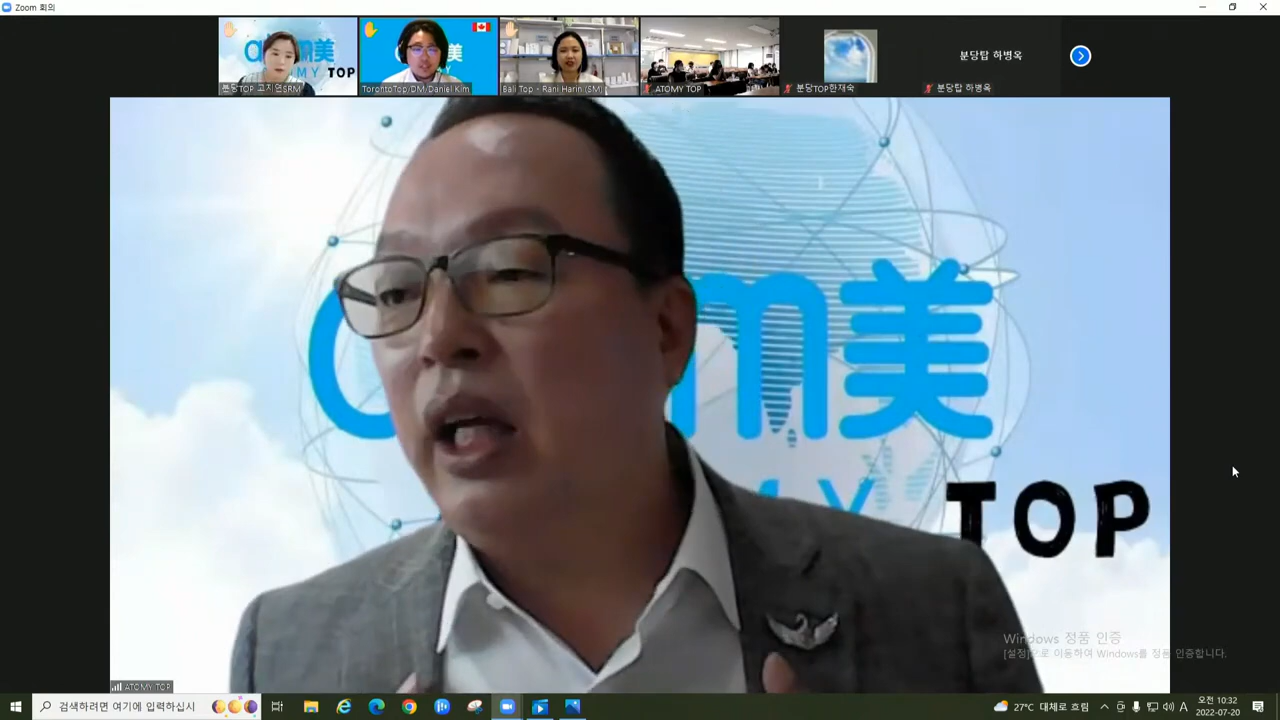 Zoom 회의
분당TOP 고지연SRM
TorontoTop/DM/Daniel Kim
Bali Top - Rani Harin (SM)
ATOMY TOP
분당TOP한재숙
분당탑 하병옥
분당탑 하병옥
美
MY TOP
m美
MY TOP
Windows 정품 인증
[설정]으로 이동하여 Windows를 정품 인증합니다.
ATOMY TOP
검색하려면 여기에 입력하십시
27°C 대체로 흐림
A
오전 10:32
2022-07-20